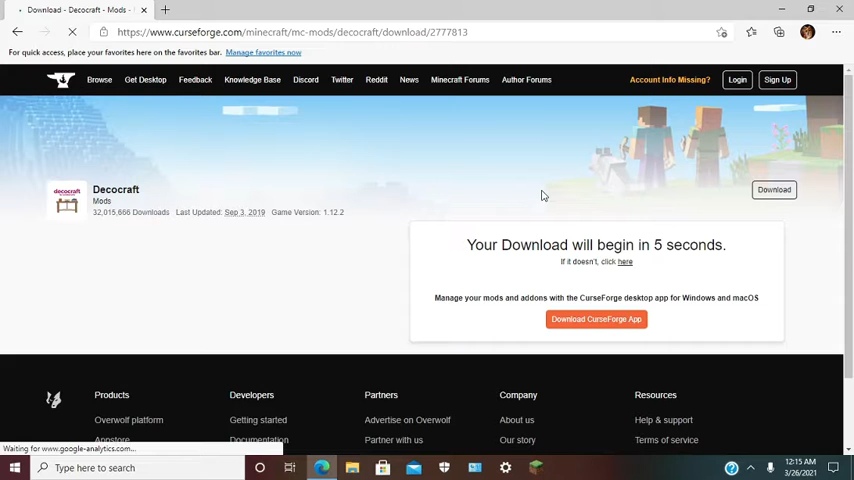 Download - Decocraft - Mods -
https://www.curseforge.com/minecraft/mc-mods/decocraft/download/2777813
For quick access, place your favorites here on the favorites bar. Manage favorites now
Browse Get Desktop Feedback Knowledge Base Discord Twitter Reddit News Minecraft Forums Author Forums Account Info Missing? Login Sign Up
decocraft
Decocraft
Mods
32,015,666 Downloads Last Updated: Sep 3, 2019 Game Version: 1.12.2
Download
Your Download will begin in 5 seconds.
If it doesn't, click here
Manage your mods and addons with the CurseForge desktop app for Windows and macOS
Download CurseForge App
Products Developers Partners Company Resources
Overwolf platform Getting started Advertise on Overwolf About us Help & support
Appstore Documentation Partner with us Our story Terms of service
Waiting for www.google-analytics.com...
Type here to search
12:15 AM
3/26/2021